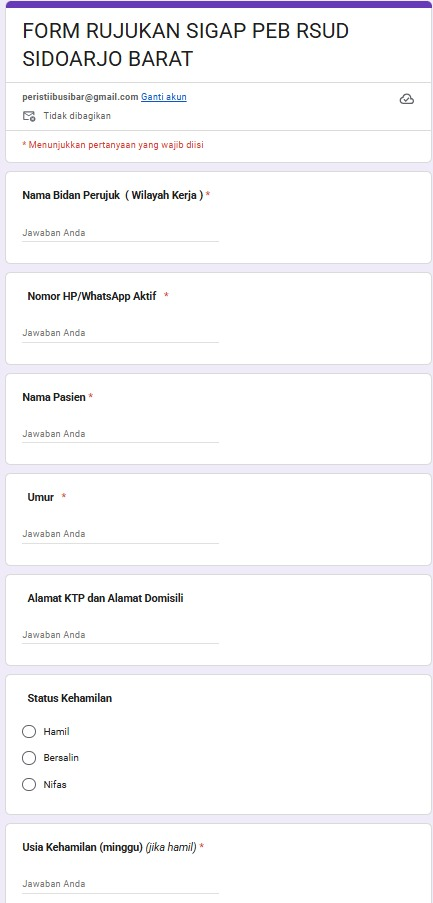 FORM RUJUKAN SIGAP PEB RSUD
SIDOARJO BARAT
peristiibusibar@gmail.com Ganti akun
Tidak dibagikan
* Menunjukkan pertanyaan yang wajib diisi
Nama Bidan Perujuk ( Wilayah Kerja ) *
Jawaban Anda
Nomor HP/WhatsApp Aktif *
Jawaban Anda
Nama Pasien *
Jawaban Anda
Umur *
Jawaban Anda
Alamat KTP dan Alamat Domisili
Jawaban Anda
Status Kehamilan
Hamil
Bersalin
Nifas
Usia Kehamilan (minggu) (jika hamil) *
Jawaban Anda